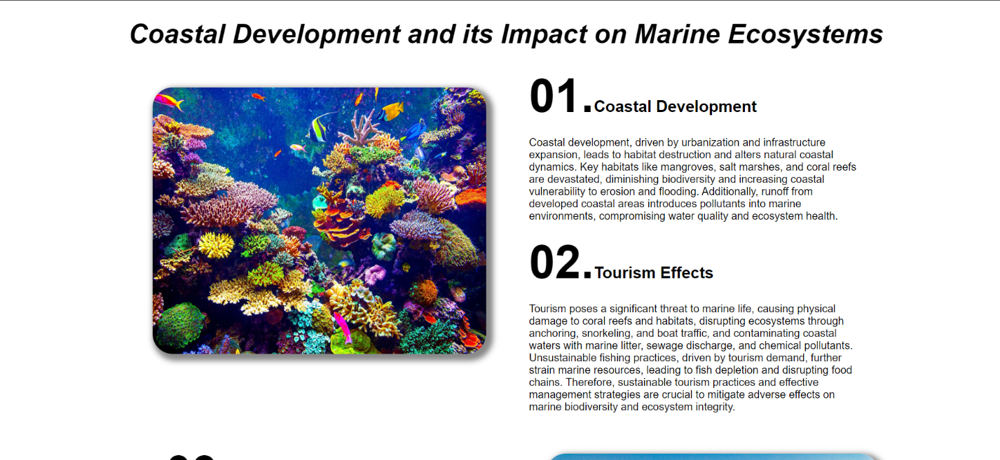 Coastal Development and its Impact on Marine Ecosystems
01.Coastal Development
Coastal development, driven by urbanization and infrastructure
expansion, leads to habitat destruction and alters natural coastal
dynamics. Key habitats like mangroves, salt marshes, and coral reefs
are devastated, diminishing biodiversity and increasing coastal
vulnerability to erosion and flooding. Additionally, runoff from
developed coastal areas introduces pollutants into marine
environments, compromising water quality and ecosystem health.
02.Tourism Effects
Tourism poses a significant threat to marine life, causing physical
damage to coral reefs and habitats, disrupting ecosystems through
anchoring, snorkeling, and boat traffic, and contaminating coastal
waters with marine litter, sewage discharge, and chemical pollutants.
Unsustainable fishing practices, driven by tourism demand, further
strain marine resources, leading to fish depletion and disrupting food
chains. Therefore, sustainable tourism practices and effective
management strategies are crucial to mitigate adverse effects on
marine biodiversity and ecosystem integrity.